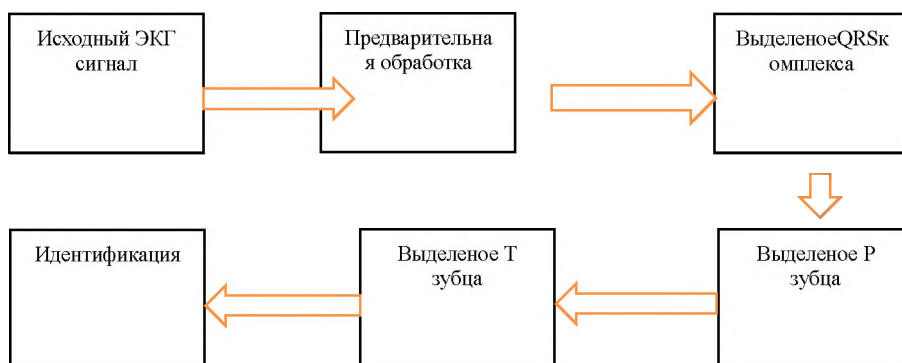 Исходный ЭКГ
сигнал
Предварительна
я обработка
ВыделеноеQRSк
омплекса
Выделеное P
зубца
Выделеное T
зубца
Идентификация